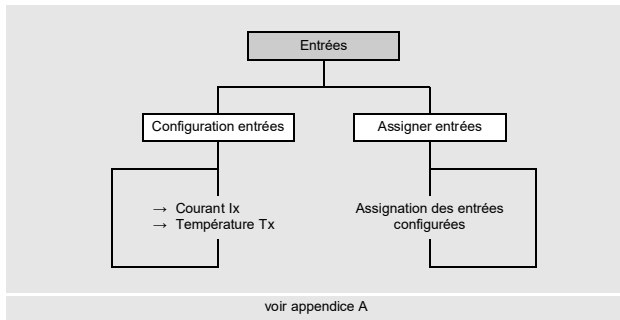 Entrées
Configuration entrées
Assigner entrées
→ Courant Ix
→ Température Tx
Assignation des entrées
configurées
voir appendice A